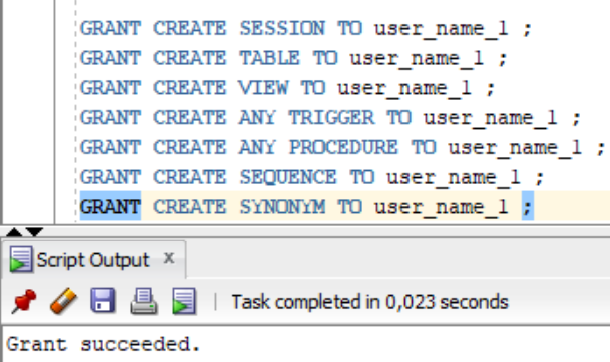 GRANT CREATE SESSION TO user_name_1 ;
GRANT CREATE TABLE TO user_name_1 ;
GRANT CREATE VIEW TO user_name_1 ;
GRANT CREATE ANY TRIGGER TO user_name_1 ;
GRANT CREATE ANY PROCEDURE TO user_name_1 ;
GRANT CREATE SEQUENCE TO user_name_1 ;
GRANT CREATE SYNONYM TO user_name_1 ;
Script Output x
Task completed in 0,023 seconds
Grant succeeded.